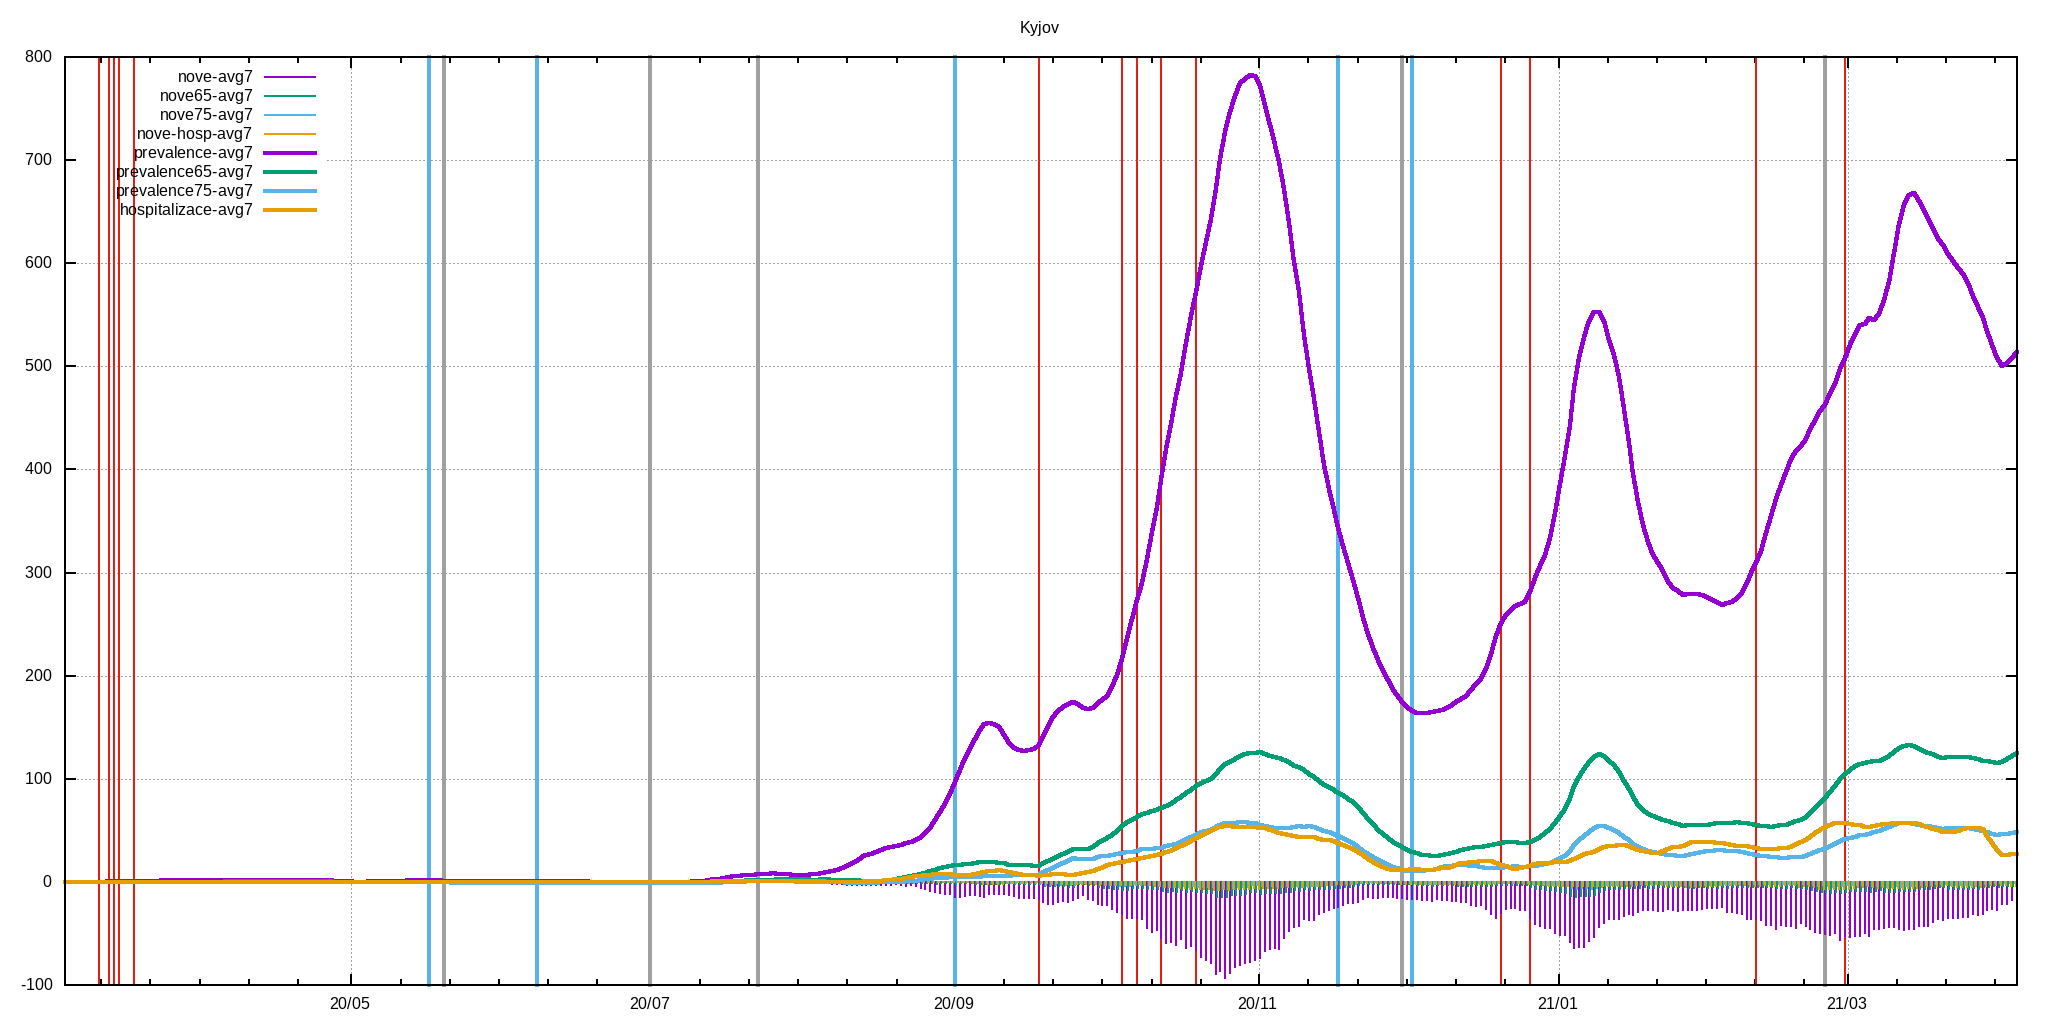 Kyjov
800
700
600
500
400
300
200
100
0
-100
nove-avg7
nove65-avg7
nove75-avg7
nove-hosp-avg7
prevalence-avg7
prevalence65-avg7
prevalence75-avg7
hospitalizace-avg7
20/05 20/07 20/09 20/11 21/01 21/03